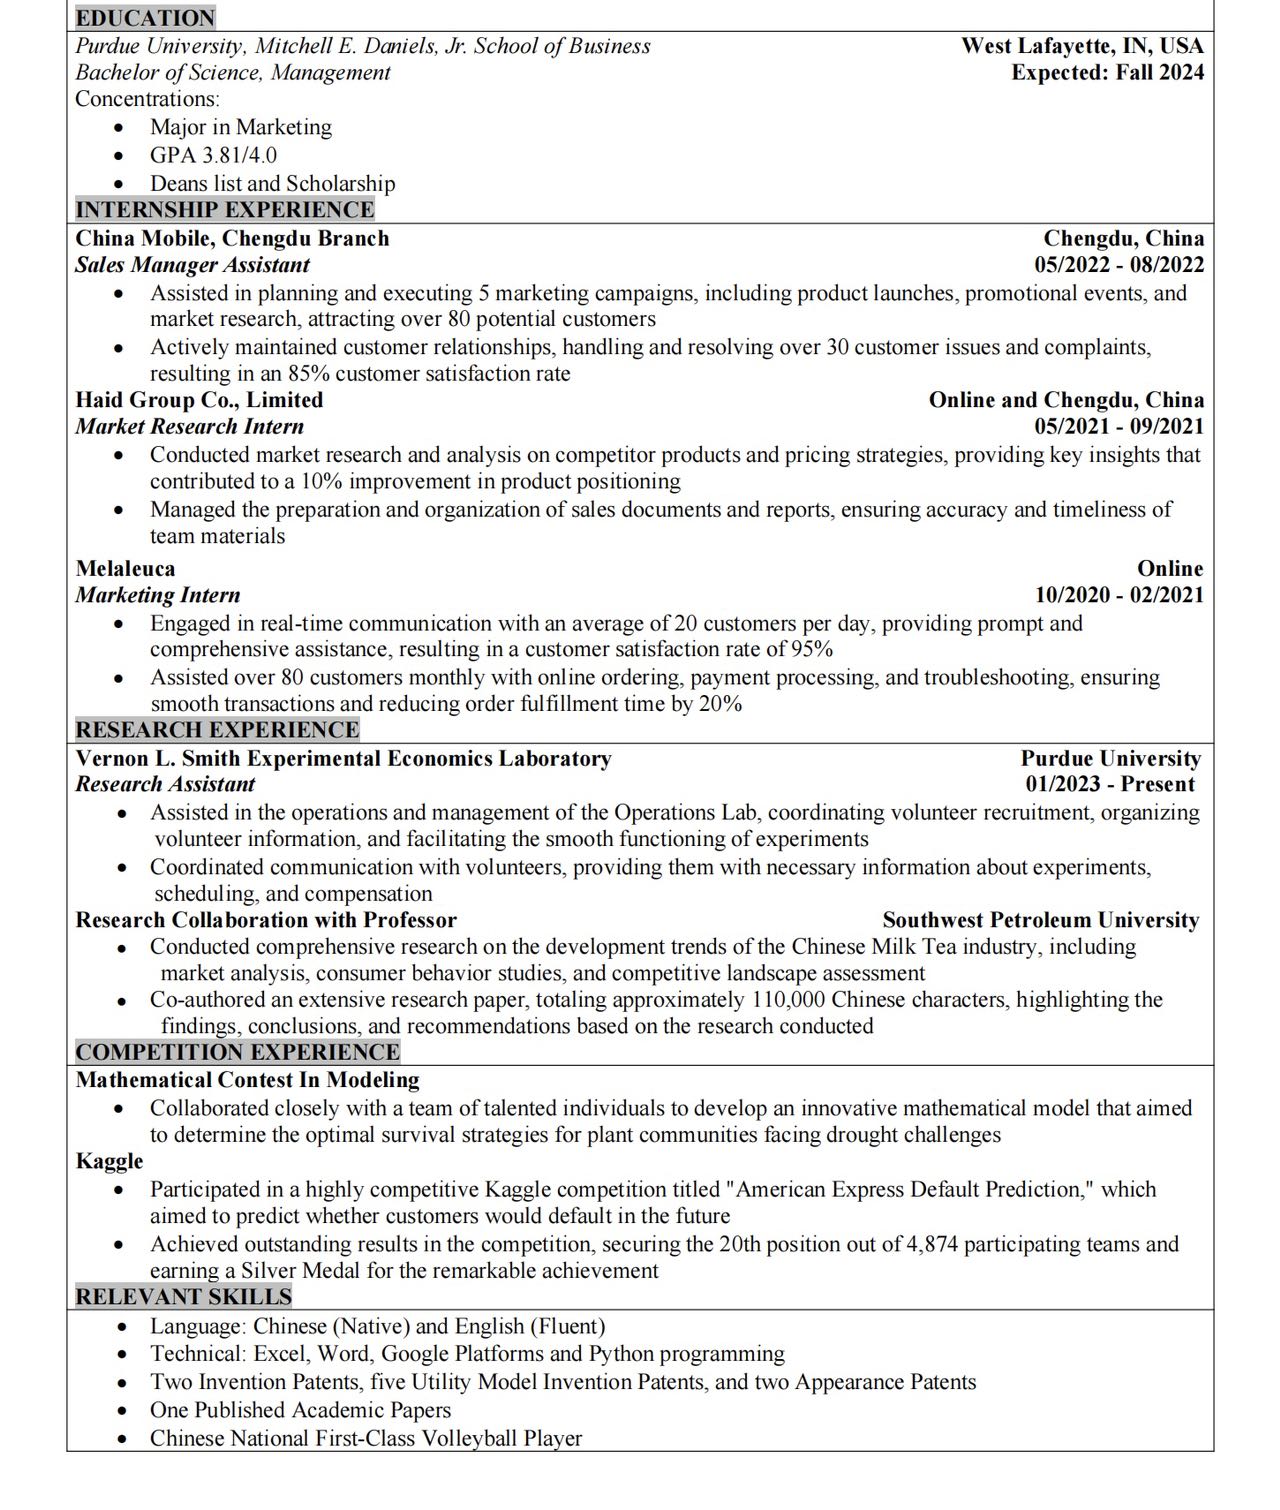 EDUCATION
Purdue University, Mitchell E. Daniels, Jr. School of Business West Lafayette, IN, USA
Bachelor of Science, Management Expected: Fall 2024
Concentrations:
• Major in Marketing
• GPA 3.81/4.0
• Deans list and Scholarship
INTERNSHIP EXPERIENCE
China Mobile, Chengdu Branch Chengdu, China
Sales Manager Assistant 05/2022 - 08/2022
• Assisted in planning and executing 5 marketing campaigns, including product launches, promotional events, and
market research, attracting over 80 potential customers
• Actively maintained customer relationships, handling and resolving over 30 customer issues and complaints,
resulting in an 85% customer satisfaction rate
Haid Group Co., Limited Online and Chengdu, China
Market Research Intern 05/2021 - 09/2021
• Conducted market research and analysis on competitor products and pricing strategies, providing key insights that
contributed to a 10% improvement in product positioning
• Managed the preparation and organization of sales documents and reports, ensuring accuracy and timeliness of
team materials
Melaleuca Online
Marketing Intern 10/2020 - 02/2021
• Engaged in real-time communication with an average of 20 customers per day, providing prompt and
comprehensive assistance, resulting in a customer satisfaction rate of 95%
• Assisted over 80 customers monthly with online ordering, payment processing, and troubleshooting, ensuring
smooth transactions and reducing order fulfillment time by 20%
RESEARCH EXPERIENCE
Vernon L. Smith Experimental Economics Laboratory Purdue University
Research Assistant 01/2023 - Present
• Assisted in the operations and management of the Operations Lab, coordinating volunteer recruitment, organizing
volunteer information, and facilitating the smooth functioning of experiments
• Coordinated communication with volunteers, providing them with necessary information about experiments,
scheduling, and compensation
Research Collaboration with Professor Southwest Petroleum University
• Conducted comprehensive research on the development trends of the Chinese Milk Tea industry, including
market analysis, consumer behavior studies, and competitive landscape assessment
• Co-authored an extensive research paper, totaling approximately 110,000 Chinese characters, highlighting the
findings, conclusions, and recommendations based on the research conducted
COMPETITION EXPERIENCE
Mathematical Contest In Modeling
• Collaborated closely with a team of talented individuals to develop an innovative mathematical model that aimed
to determine the optimal survival strategies for plant communities facing drought challenges
Kaggle
• Participated in a highly competitive Kaggle competition titled "American Express Default Prediction," which
aimed to predict whether customers would default in the future
• Achieved outstanding results in the competition, securing the 20th position out of 4,874 participating teams and
earning a Silver Medal for the remarkable achievement
RELEVANT SKILLS
• Language: Chinese (Native) and English (Fluent)
• Technical: Excel, Word, Google Platforms and Python programming
• Two Invention Patents, five Utility Model Invention Patents, and two Appearance Patents
• One Published Academic Papers
• Chinese National First-Class Volleyball Player